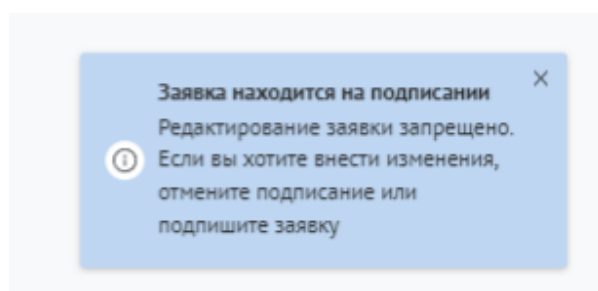 Заявка находится на подписании
Редактирование заявки запрещено.
Если вы хотите внести изменения,
отмените подписание или
подпишите заявку